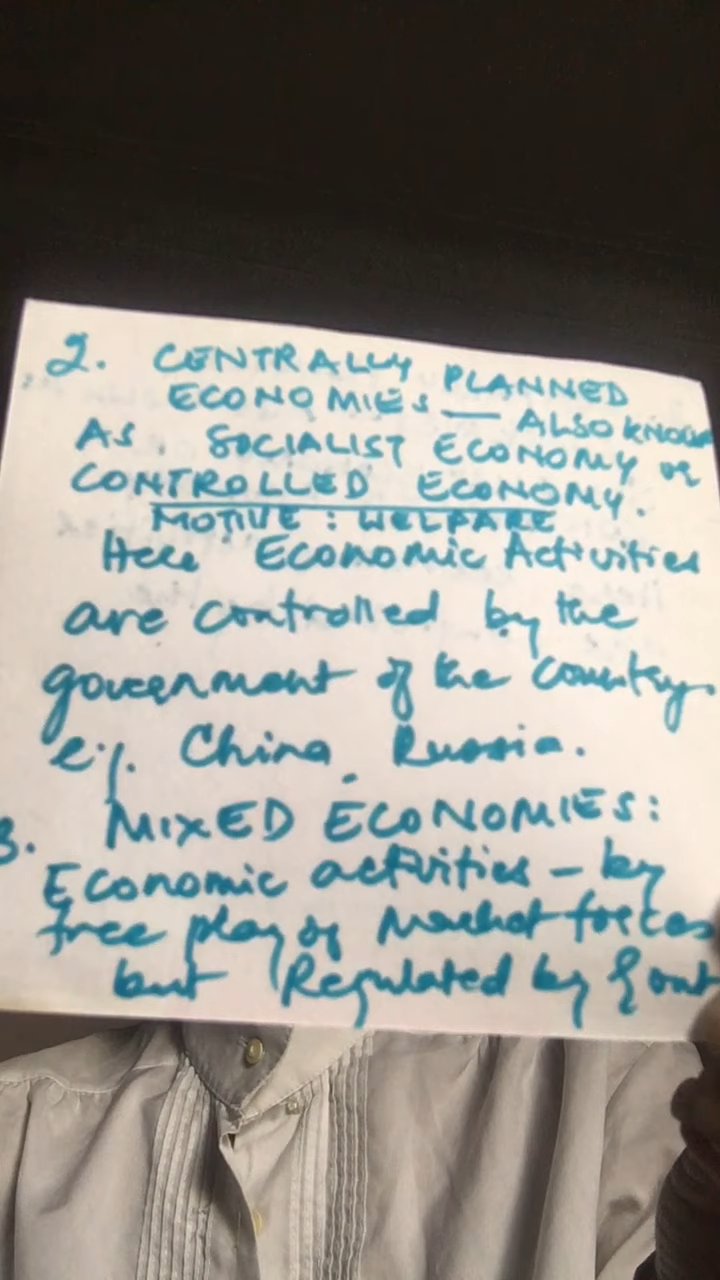 2. CENTRALLY PLANNED
ECONOMIES — ALSO KNOWN
AS SOCIALIST ECONOMY or
CONTROLLED ECONOMY.
MOTIVE : WELFARE
Here Economic Activities
are controlled by the
government of the country.
e.g. China, Russia.
3. MIXED ECONOMIES:
Economic activities – by
free play of Market forces
but Regulated by Govt